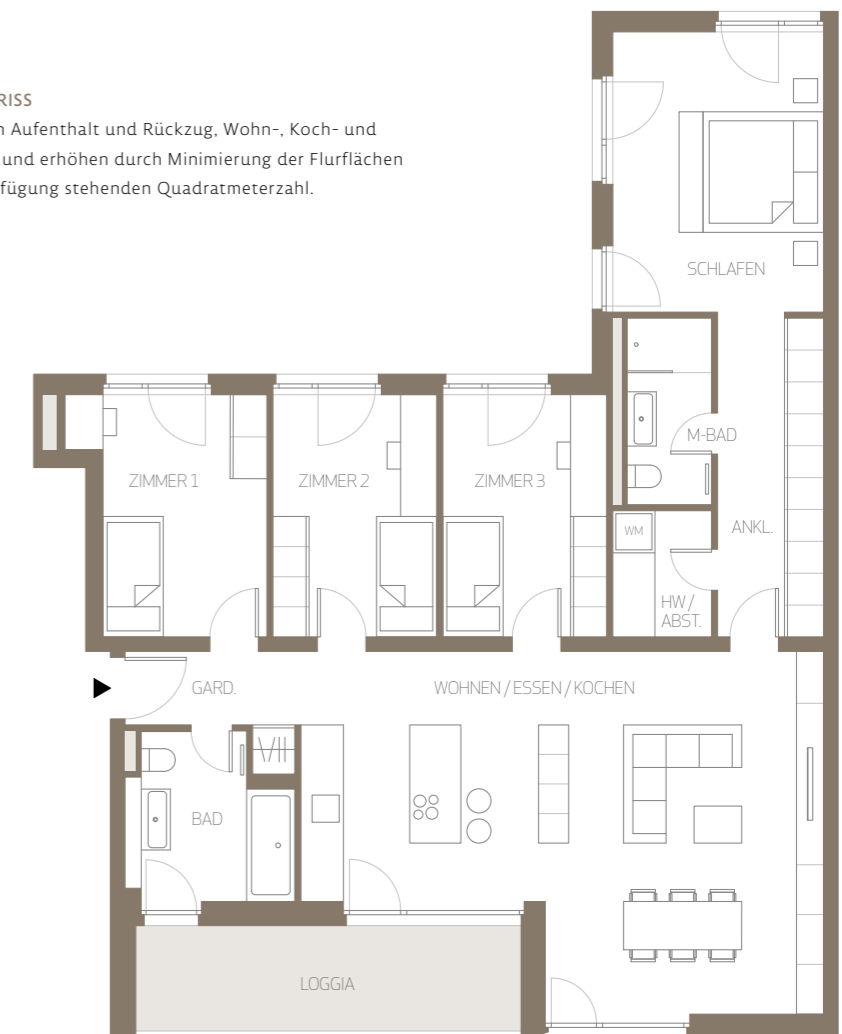 RISS
Aufenthalt und Rückzug, Wohn-, Koch- und
und erhöhen durch Minimierung der Flurflächen
fügung stehenden Quadratmeterzahl.
SCHLAFEN
M-BAD
ZIMMER 1
ZIMMER 2
ZIMMER 3
WM
ANKL.
HW /
ABST.
GARD.
WOHNEN / ESSEN / KOCHEN
BAD
LOGGIA